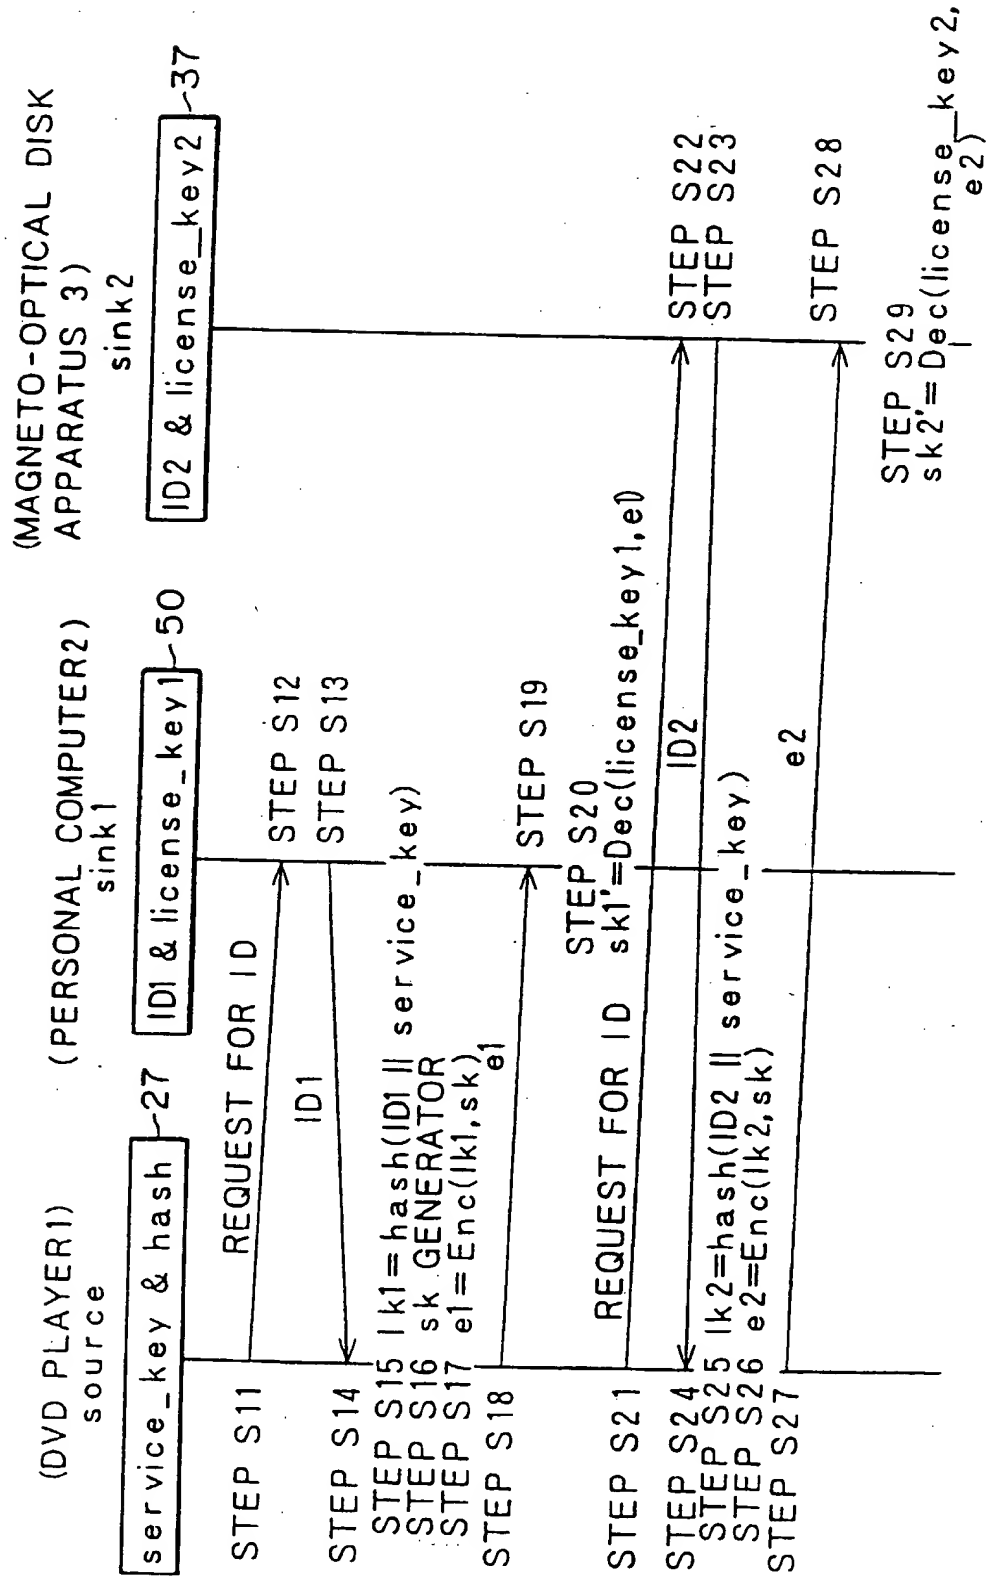 (DVD PLAYER1)
source
service_key & hash
27
(PERSONAL COMPUTER2)
sink1
ID1 & license_key1
50
(MAGNETO-OPTICAL DISK
APPARATUS 3)
sink2
ID2 & license_key2
37
STEP S11
REQUEST FOR ID
STEP S12
ID1
STEP S13
STEP S14
STEP S15 lk1=hash(ID1 || service_key)
STEP S16 sk GENERATOR
STEP S17 e1=Enc(lk1,sk)
STEP S18
e1
STEP S19
STEP S20
sk1'=Dec(license_key1,e1)
STEP S21
REQUEST FOR ID
STEP S22
ID2
STEP S23
STEP S24
STEP S25 lk2=hash(ID2 || service_key)
STEP S26 e2=Enc(lk2,sk)
STEP S27
e2
STEP S28
STEP S29
sk2'=Dec(license_key2,
e2)